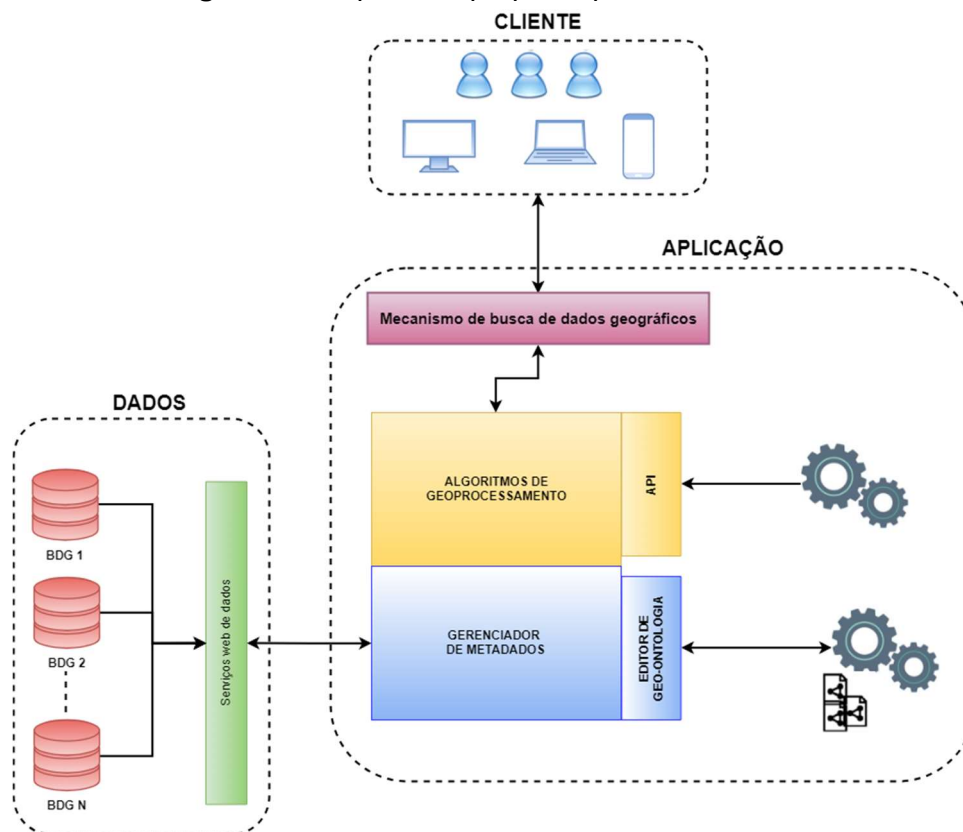 CLIENTE
APLICAÇÃO
Mecanismo de busca de dados geográficos
DADOS
ALGORITMOS DE
GEOPROCESSAMENTO
API
BDG 1
Serviços web de dados
GERENCIADOR
DE METADADOS
EDITOR DE
GEO-ONTOLOGIA
BDG 2
BDG N